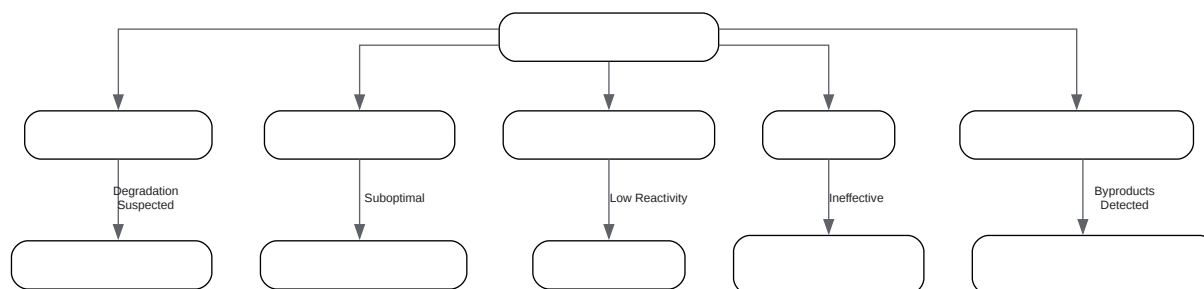 Degradation
Suspected
Suboptimal
Low Reactivity
Ineffective
Byproducts
Detected